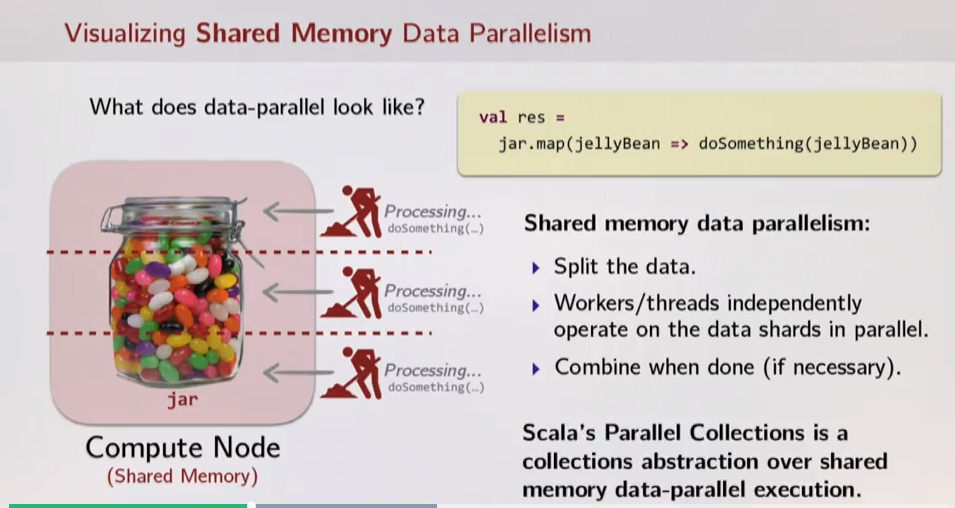 Visualizing Shared Memory Data Parallelism
What does data-parallel look like?
val res =
jar.map(jellyBean => doSomething(jellyBean))
Processing...
doSomething(…)
Processing...
doSomething(…)
Processing...
doSomething(…)
jar
Compute Node
(Shared Memory)
Shared memory data parallelism:
Split the data.
Workers/threads independently
operate on the data shards in parallel.
Combine when done (if necessary).
Scala's Parallel Collections is a
collections abstraction over shared
memory data-parallel execution.